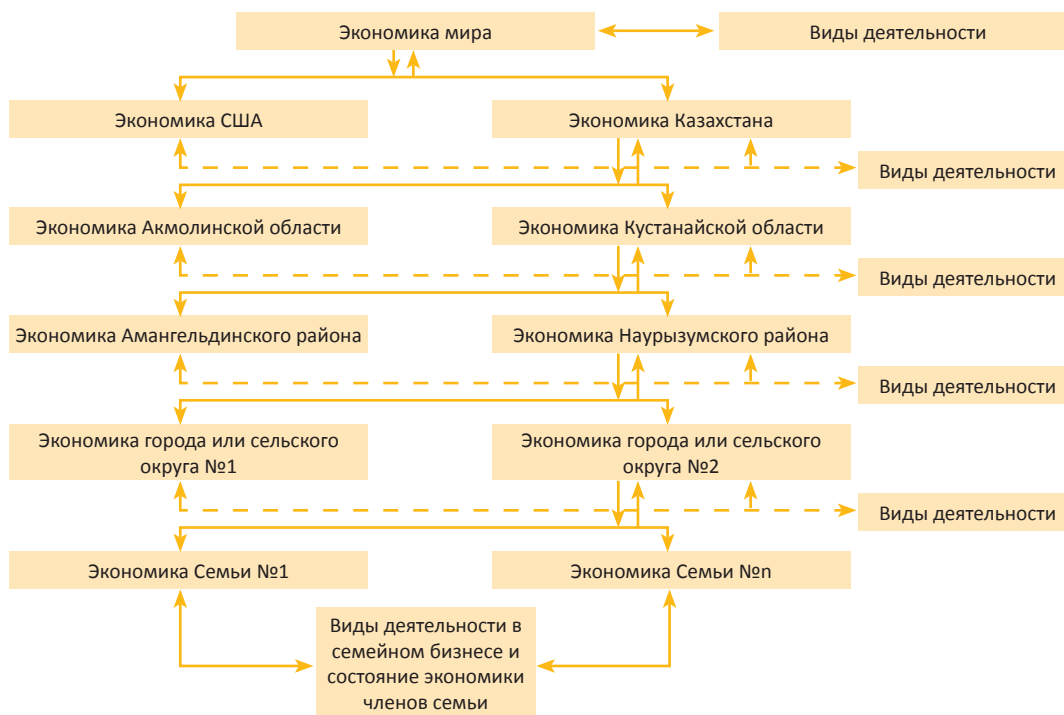 Экономика мира
Виды деятельности
Экономика США
Экономика Казахстана
Виды деятельности
Экономика Акмолинской области
Экономика Кустанайской области
Виды деятельности
Экономика Амангельдинского района
Экономика Наурызумского района
Виды деятельности
Экономика города или сельского
округа №1
Экономика города или сельского
округа №2
Виды деятельности
Экономика Семьи №1
Экономика Семьи №n
Виды деятельности в
семейном бизнесе и
состояние экономики
членов семьи